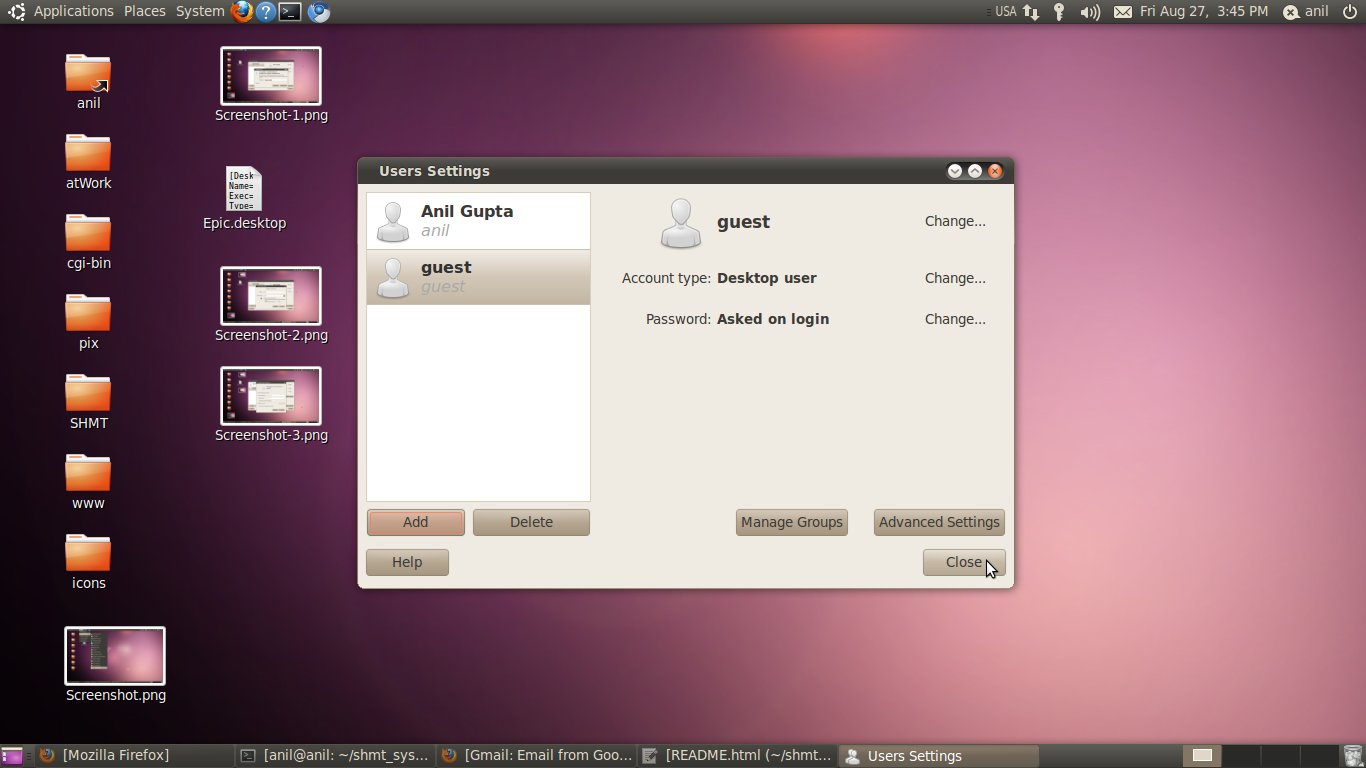 Applications Places System
USA
Fri Aug 27, 3:45 PM
anil
anil
atWork
cgi-bin
pix
SHMT
www
icons
Screenshot.png
Screenshot-1.png
[Desk
Name=
Exec=
Type=
Epic.desktop
Screenshot-2.png
Screenshot-3.png
Users Settings
Anil Gupta
anil
guest
guest
guest Change...
Account type: Desktop user Change...
Password: Asked on login Change...
Add Delete Manage Groups Advanced Settings
Help Close
[Mozilla Firefox] [anil@anil: ~/shmt_sys... [Gmail: Email from Goo... [README.html (~/shmt... Users Settings